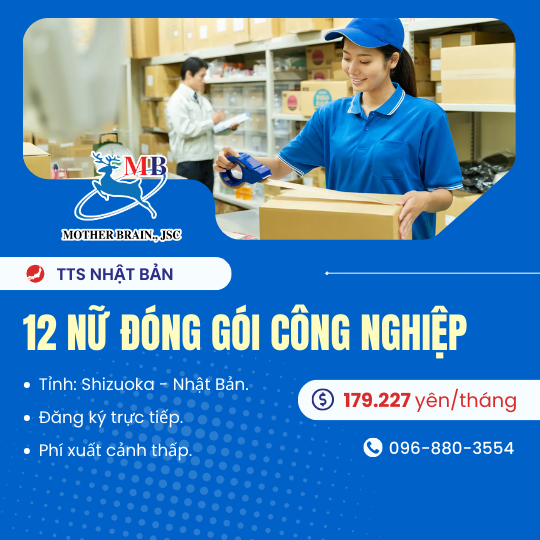 MB
MOTHER BRAIN., JSC
TTS NHẬT BẢN
12 NỮ ĐÓNG GÓI CÔNG NGHIỆP
Tỉnh: Shizuoka - Nhật Bản.
Đăng ký trực tiếp.
Phí xuất cảnh thấp.
$ 179.227 yên/tháng
096-880-3554